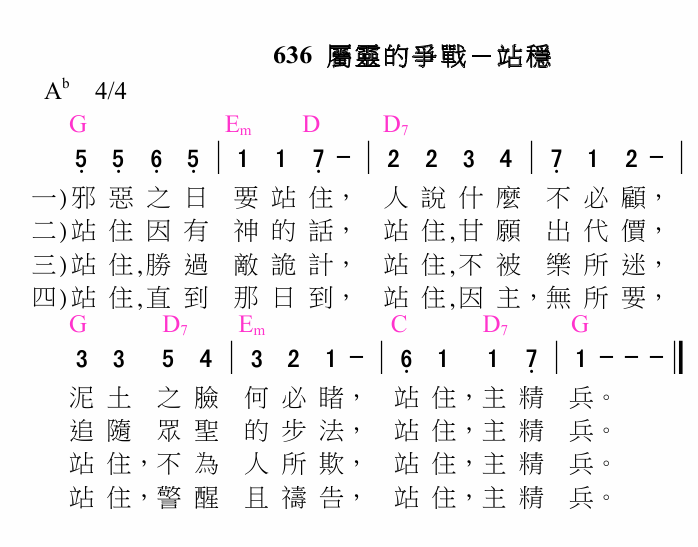 636 屬靈的爭戰－站穩
Ab 4/4
G Em D D7
5 5 6 5 | 1 1 7 - | 2 2 3 4 | 7 1 2 - |
一)邪惡之日 要站住， 人說什麼 不必顧，
二)站住因有 神的話， 站住,甘願 出代價，
三)站住,勝過 敵詭計， 站住,不被 樂所迷，
四)站住,直到 那日到， 站住,因主，無所要，
G D7 Em C D7 G
3 3 5 4 | 3 2 1 - | 6 1 1 7 | 1 - - - ||
泥土之臉 何必睹， 站住，主精兵。
追隨眾聖 的步法， 站住，主精兵。
站住，不為 人所欺， 站住，主精兵。
站住，警醒 且禱告， 站住，主精兵。